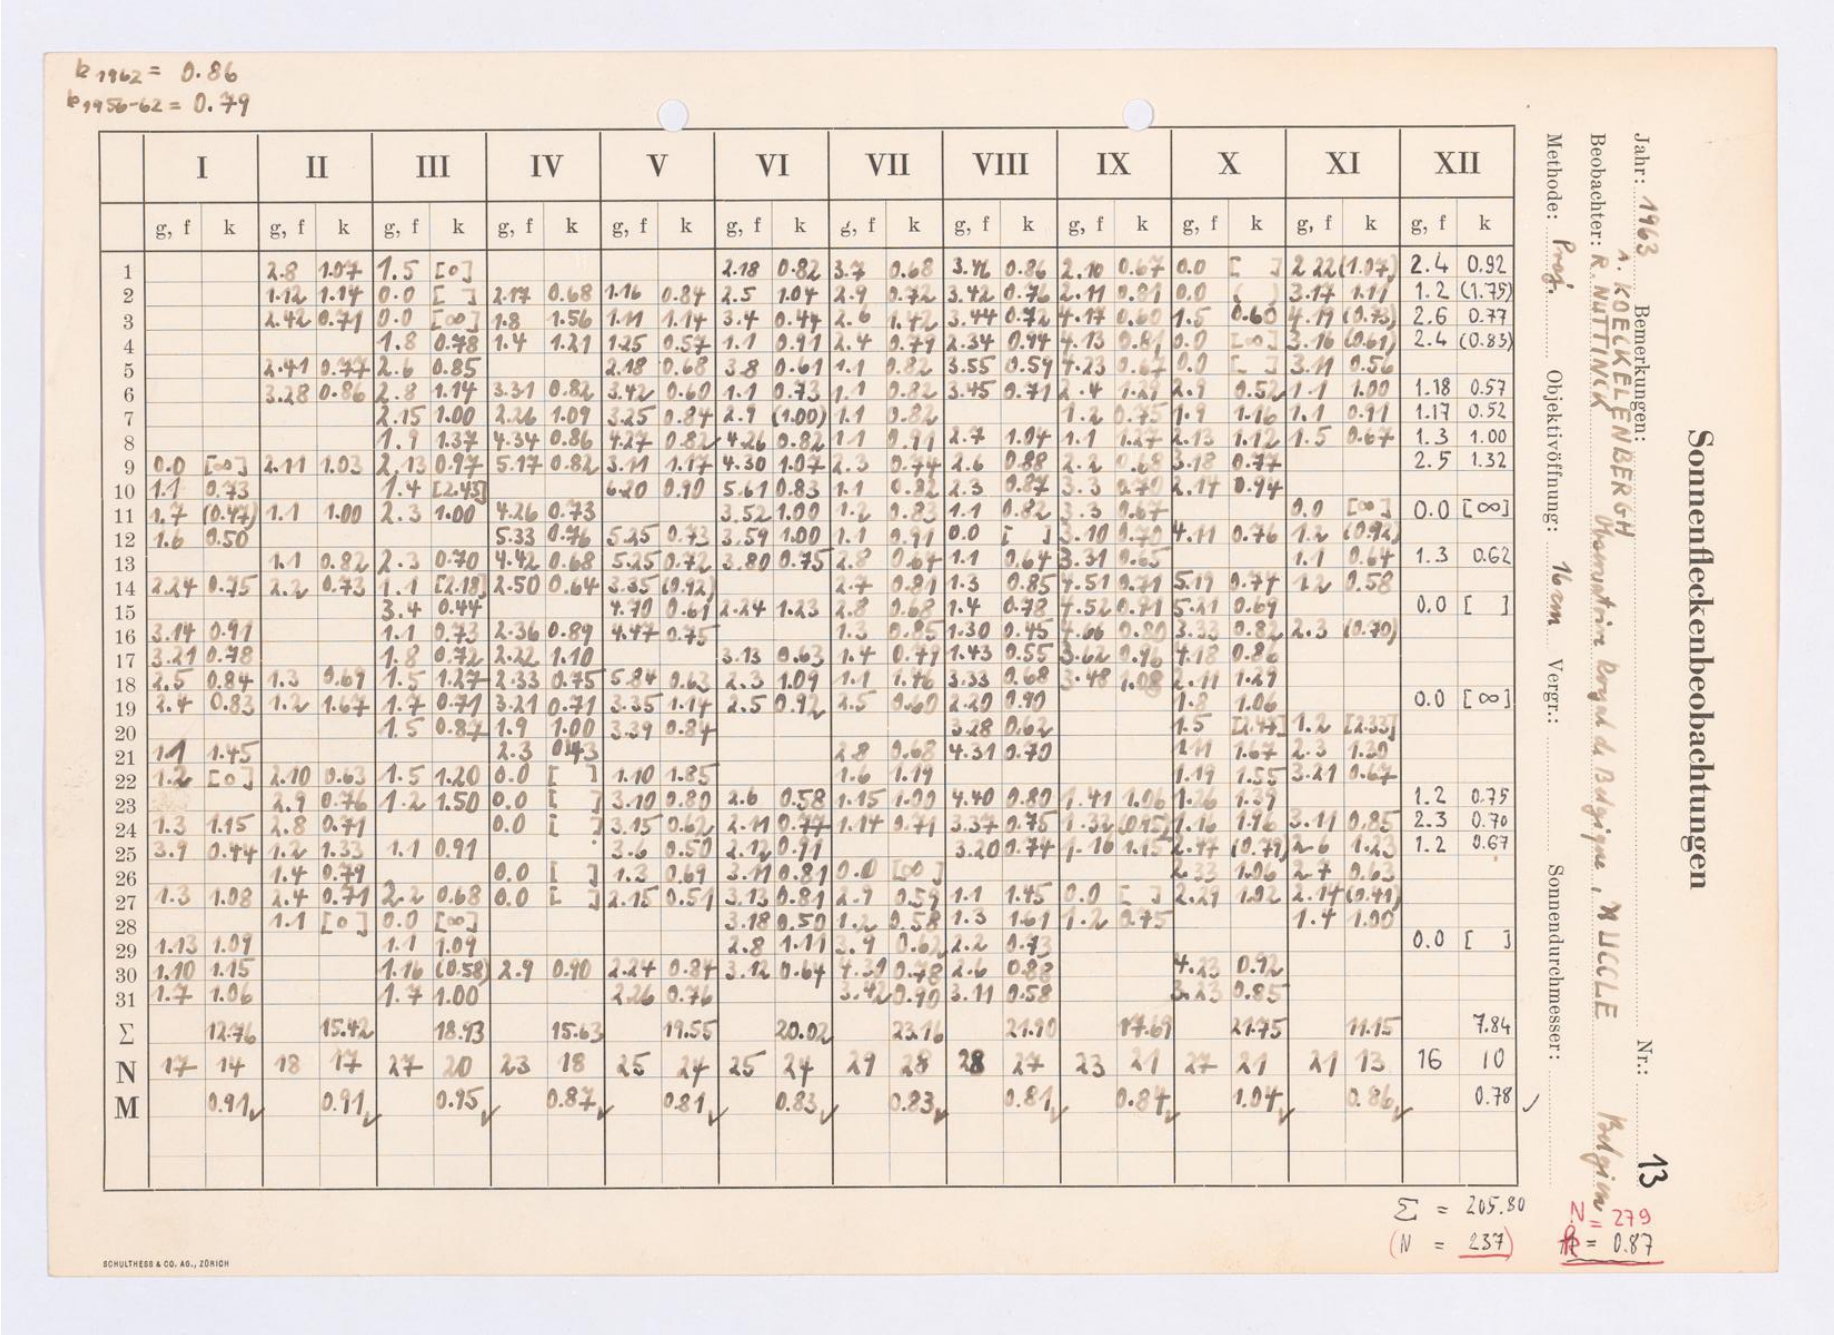 k 1962 = 0.86
k 1956-62 = 0.79
I II III IV V VI VII VIII IX X XI XII
g, f k g, f k g, f k g, f k g, f k g, f k g, f k g, f k g, f k g, f k g, f k g, f k
1 2.8 1.07 1.5 [0] 2.18 0.82 3.7 0.68 0.86 2.10 0.67 0.0 [ ] 2.22 (1.07) 2.4 0.92
2 1.12 1.14 0.0 [ ] 2.17 0.68 1.16 0.84 2.5 1.04 2.9 0.72 3.42 0.76 2.11 0.81 0.0 ( ) 3.17 1.11 1.2 (1.75)
3 2.42 0.71 0.0 [∞] 1.8 1.56 1.11 1.14 3.4 0.44 2.6 1.42 3.44 0.72 4.17 0.60 1.5 0.60 4.19 (0.73) 2.6 0.77
4 1.8 0.78 1.4 1.21 1.25 0.57 1.1 0.91 2.4 0.79 2.34 0.94 4.13 0.81 0.0 [∞] 3.16 (0.61) 2.4 (0.83)
5 2.41 0.77 2.6 0.85 2.18 0.68 3.8 0.61 1.1 0.82 3.55 0.59 4.23 0.67 0.0 [ ] 3.11 0.56
6 3.28 0.86 2.8 1.14 3.31 0.82 3.42 0.60 1.1 0.73 1.1 0.82 3.45 0.71 2.4 1.29 2.9 0.52 1.1 1.00 1.18 0.57
7 2.15 1.00 2.26 1.09 3.25 0.84 2.9 (1.00) 1.1 0.82 1.2 0.75 1.9 1.16 1.1 0.91 1.17 0.52
8 1.9 1.37 4.34 0.86 4.27 0.82 4.26 0.82 1.1 0.91 2.7 1.04 1.1 1.27 2.13 1.12 1.5 0.67 1.3 1.00
9 0.0 [∞] 2.11 1.03 2.13 0.97 5.17 0.82 3.11 1.17 4.30 1.07 2.3 0.74 2.6 0.88 2.2 0.68 3.18 0.77 2.5 1.32
10 1.1 0.73 1.4 [2.45] 6.20 0.90 5.61 0.83 1.1 0.82 2.3 0.87 3.3 0.70 2.14 0.94
11 1.7 (0.47) 1.1 1.00 2.3 1.00 4.26 0.73 3.52 1.00 1.2 0.83 1.1 0.82 3.3 0.67 0.0 [∞] 0.0 [∞]
12 1.6 0.50 5.33 0.76 5.25 0.73 3.59 1.00 1.1 0.91 0.0 [ ] 3.10 0.70 4.11 0.76 1.2 (0.92)
13 1.1 0.82 2.3 0.70 4.42 0.68 5.25 0.72 3.80 0.75 2.8 0.64 1.1 0.64 3.31 0.65 1.1 0.64 1.3 0.62
14 2.24 0.75 2.2 0.73 1.1 [2.18] 2.50 0.64 3.35 (0.92) 2.7 0.81 1.3 0.85 4.51 0.71 5.19 0.74 1.2 0.58
15 3.4 0.44 4.70 0.61 2.24 1.23 2.8 0.68 1.4 0.78 4.52 0.71 5.21 0.69 0.0 [ ]
16 3.14 0.91 1.1 0.73 2.36 0.89 4.47 0.75 1.3 0.85 1.30 0.45 4.66 0.80 3.33 0.82 2.3 (0.70)
17 3.21 0.78 1.8 0.72 2.22 1.10 3.13 0.63 1.4 0.79 1.43 0.55 3.62 0.96 4.18 0.86
18 2.5 0.84 1.3 0.69 1.5 1.27 2.33 0.75 5.84 0.63 2.3 1.09 1.1 1.46 3.33 0.68 3.48 1.08 2.11 1.29
19 2.4 0.83 1.2 1.67 1.7 0.71 3.21 0.71 3.35 1.14 2.5 0.92 2.5 0.60 2.20 0.90 1.8 1.06 0.0 [∞]
20 1.5 0.87 1.9 1.00 3.39 0.84 3.28 0.62 1.5 [2.47] 1.2 [2.33]
21 1.1 1.45 2.3 0.43 2.8 0.68 4.31 0.70 1.11 1.67 2.3 1.30
22 1.2 [0] 2.10 0.63 1.5 1.20 0.0 [ ] 1.10 1.85 1.6 1.19 1.19 1.55 3.21 0.67
23 2.9 0.76 1.2 1.50 0.0 [ ] 3.10 0.80 2.6 0.58 1.15 1.00 4.40 0.80 1.41 1.06 1.26 1.39 1.2 0.75
24 1.3 1.15 2.8 0.71 0.0 [ ] 3.15 0.62 2.11 0.77 1.14 0.71 3.37 0.75 1.32 (0.95) 1.16 1.96 3.11 0.85 2.3 0.70
25 3.9 0.44 1.2 1.33 1.1 0.91 3.6 0.50 2.12 0.91 3.20 0.74 1.16 1.15 2.47 (0.79) 2.6 1.23 1.2 0.67
26 1.4 0.79 0.0 [ ] 1.3 0.69 3.11 0.81 0.0 [∞] 2.33 1.06 2.7 0.63
27 1.3 1.08 2.4 0.71 2.2 0.68 0.0 [ ] 2.15 0.51 3.13 0.81 2.9 0.59 1.1 1.45 0.0 [ ] 2.29 1.02 2.14 (0.41)
28 1.1 [0] 0.0 [∞] 3.18 0.50 1.2 0.58 1.3 1.61 1.2 0.75 1.4 1.00
29 1.13 1.09 1.1 1.09 2.8 1.11 3.9 0.62 2.2 0.73 0.0 [ ]
30 1.10 1.15 1.16 (0.58) 2.9 0.90 2.24 0.84 3.12 0.64 4.39 0.78 2.6 0.88 4.23 0.92
31 1.7 1.06 1.7 1.00 2.26 0.76 3.42 0.90 3.11 0.58 3.23 0.85
Σ 12.76 15.42 18.93 15.63 19.55 20.02 23.16 21.90 17.69 21.75 11.15 7.84
N 17 14 18 17 27 20 23 18 25 24 25 24 29 28 28 27 23 21 27 21 21 13 16 10
M 0.91 0.91 0.95 0.87 0.81 0.83 0.83 0.81 0.84 1.04 0.86 0.78
Σ = 205.80
(N = 237)
N = 279
k = 0.87
SCHULTHESS & CO. AG., ZÜRICH
Sonnenfleckenbeobachtungen
Jahr: 1963 Bemerkungen: Nr.: 13
A. KOECKELENBERGH
Beobachter: R. NUTTINCK Observatoire Royal de Belgique, UCCLE Belgien
Methode: Proj. Objektivöffnung: 16 cm Vergr.: Sonnendurchmesser: